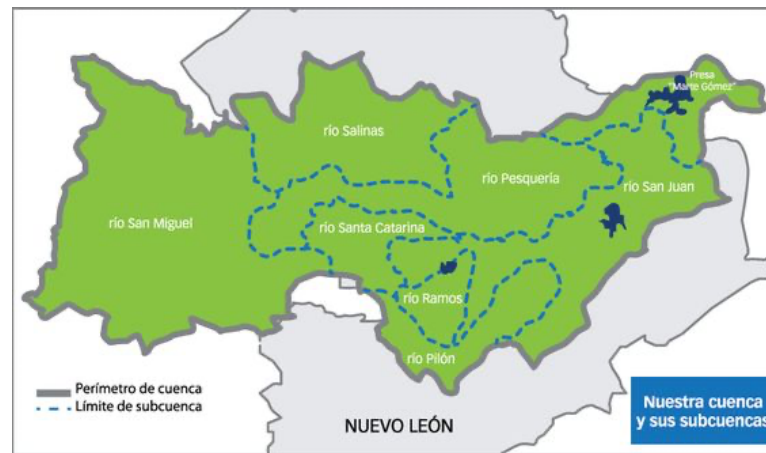 Presa
"Marte Gómez"
río Salinas
río Pesquería
río San Juan
río San Miguel
río Santa Catarina
río Ramos
río Pilón
Perímetro de cuenca
Límite de subcuenca
NUEVO LEÓN
Nuestra cuenca
y sus subcuencas